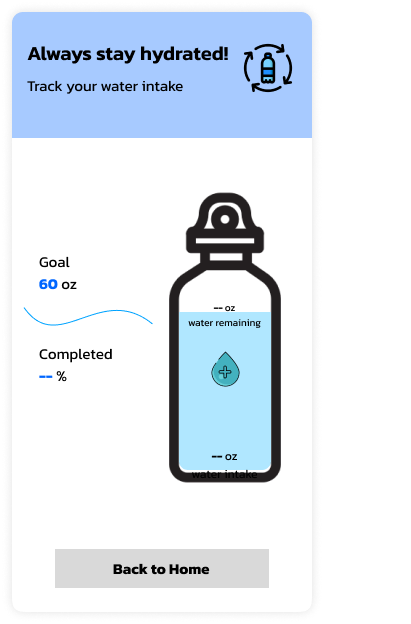 Always stay hydrated!
Track your water intake
Goal
60 oz
Completed
-- %
-- oz
water remaining
-- oz
water intake
Back to Home